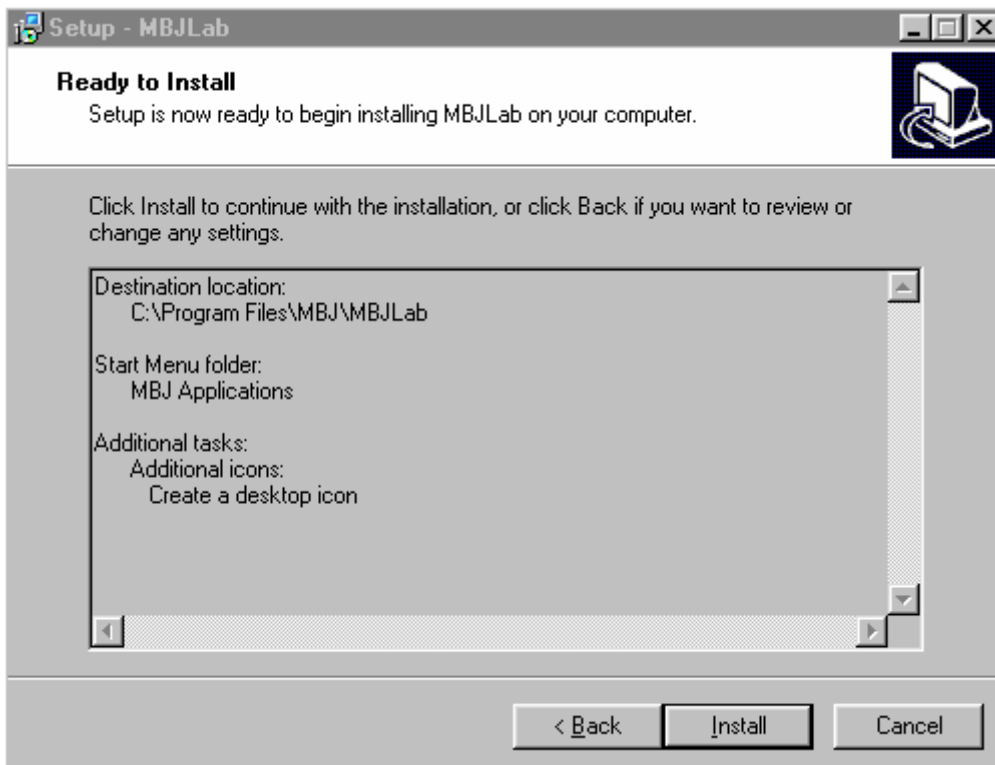 Setup - MBJLab
Ready to Install
Setup is now ready to begin installing MBJLab on your computer.
Click Install to continue with the installation, or click Back if you want to review or
change any settings.
Destination location:
C:\Program Files\MBJ\MBJLab
Start Menu folder:
MBJ Applications
Additional tasks:
Additional icons:
Create a desktop icon
< Back
Install
Cancel